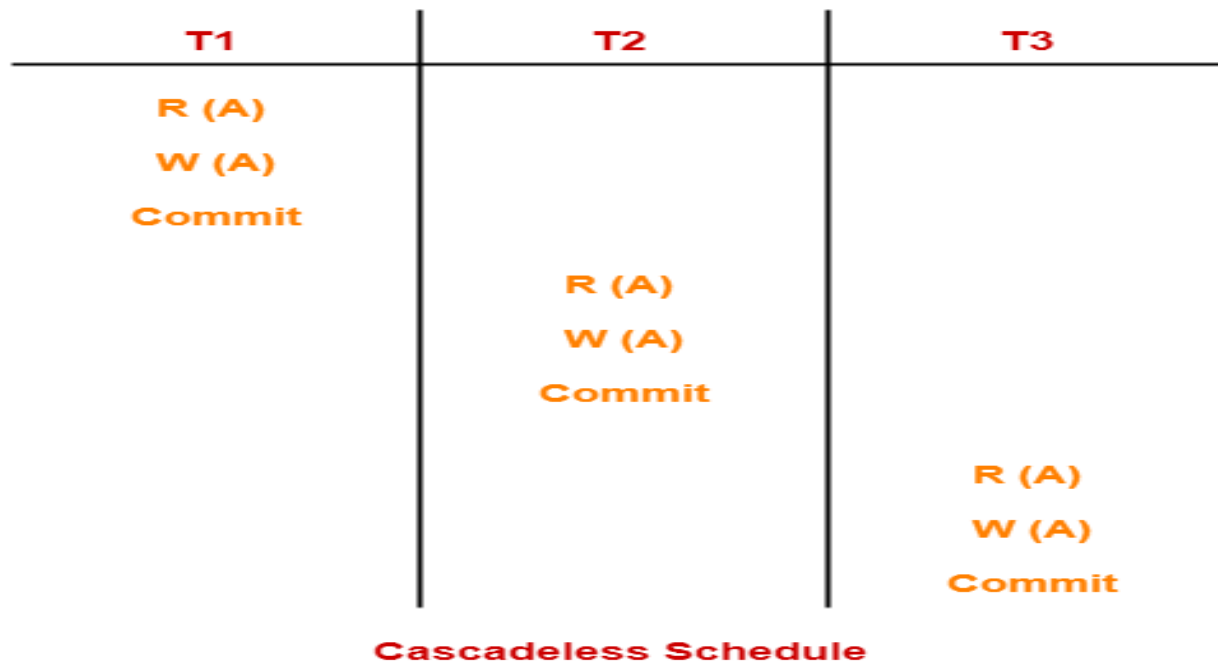 T1 T2 T3
R (A)
W (A)
Commit
R (A)
W (A)
Commit
R (A)
W (A)
Commit
Cascadeless Schedule